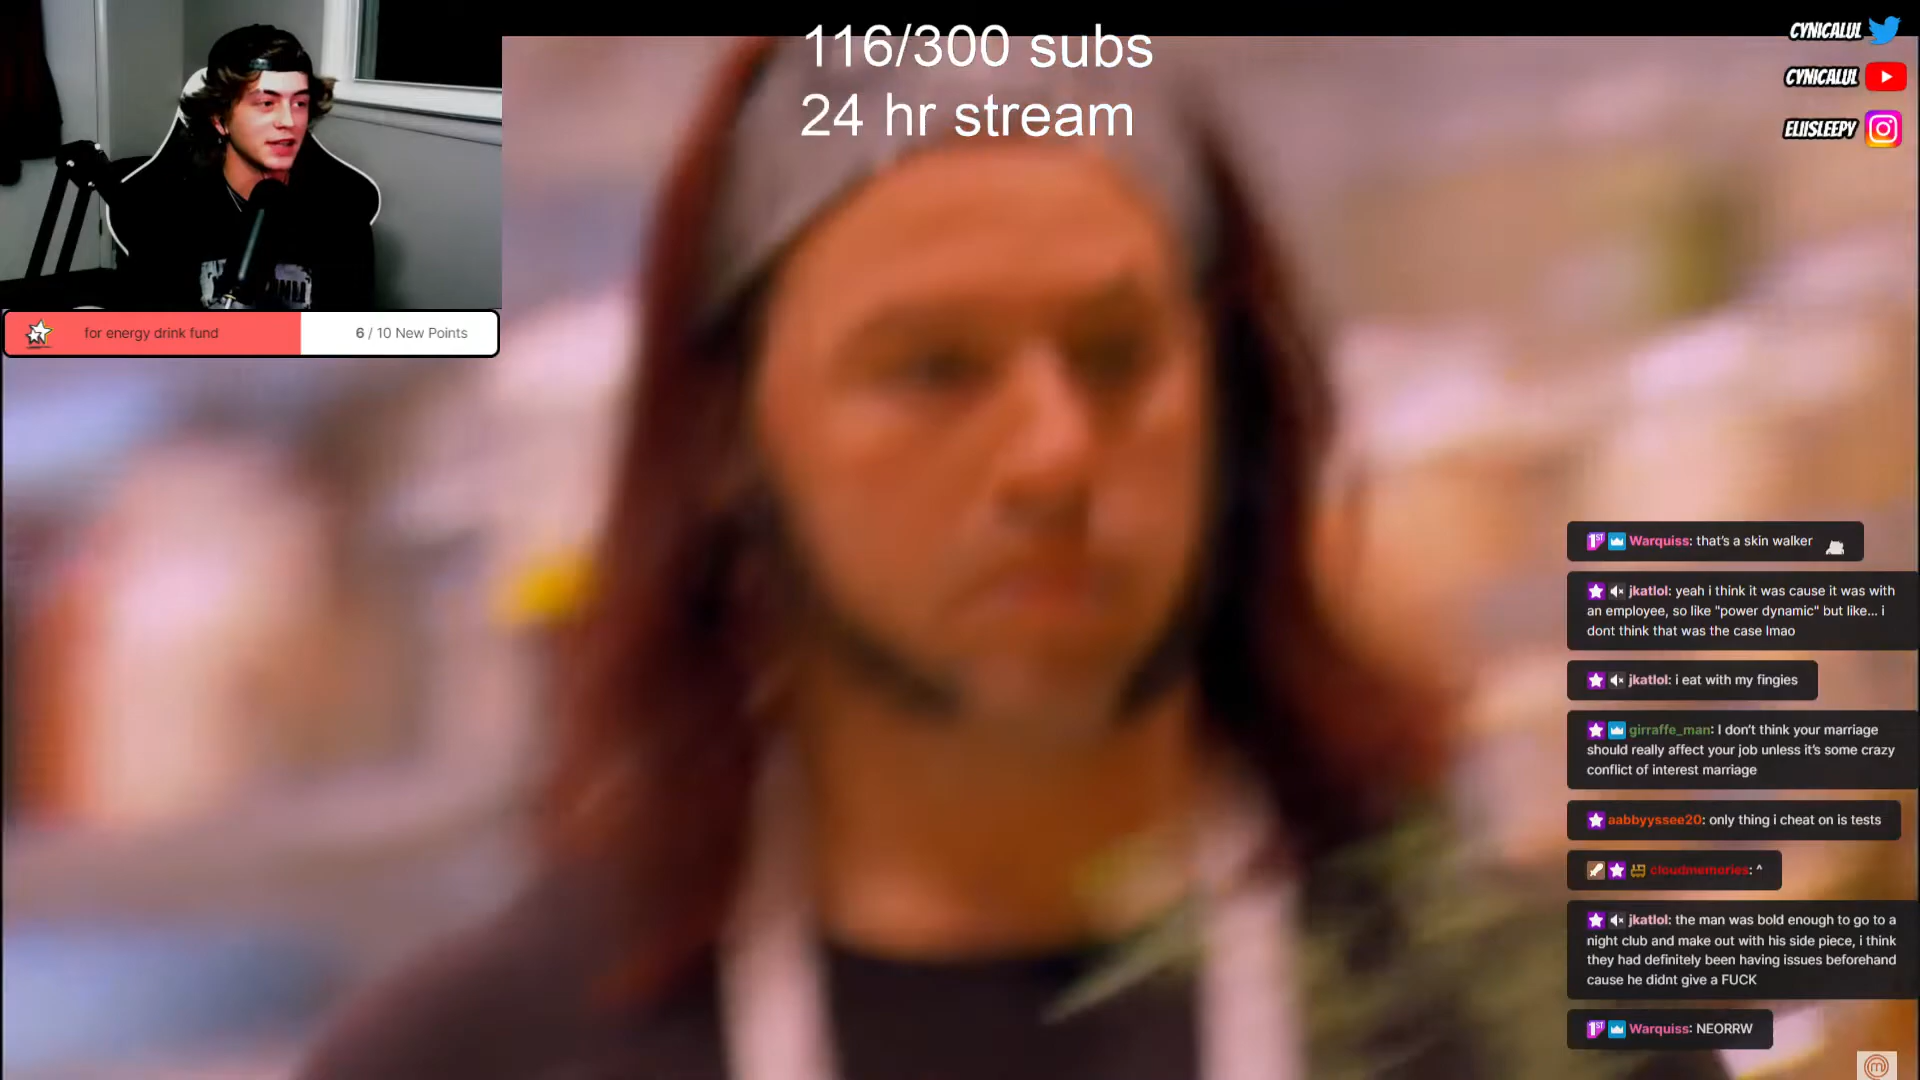 116/300 subs
24 hr stream
CYNICALUL
CYNICALUL
ELIISLEEPY
for energy drink fund
6 / 10 New Points
Warquiss: that's a skin walker
jkatlol: yeah i think it was cause it was with
an employee, so like "power dynamic" but like... i
dont think that was the case lmao
jkatlol: i eat with my fingies
girraffe_man: I don't think your marriage
should really affect your job unless it's some crazy
conflict of interest marriage
aabbyyssee20: only thing i cheat on is tests
cloudmemories: ^
jkatlol: the man was bold enough to go to a
night club and make out with his side piece, i think
they had definitely been having issues beforehand
cause he didnt give a FUCK
1ST Warquiss: NEORRW